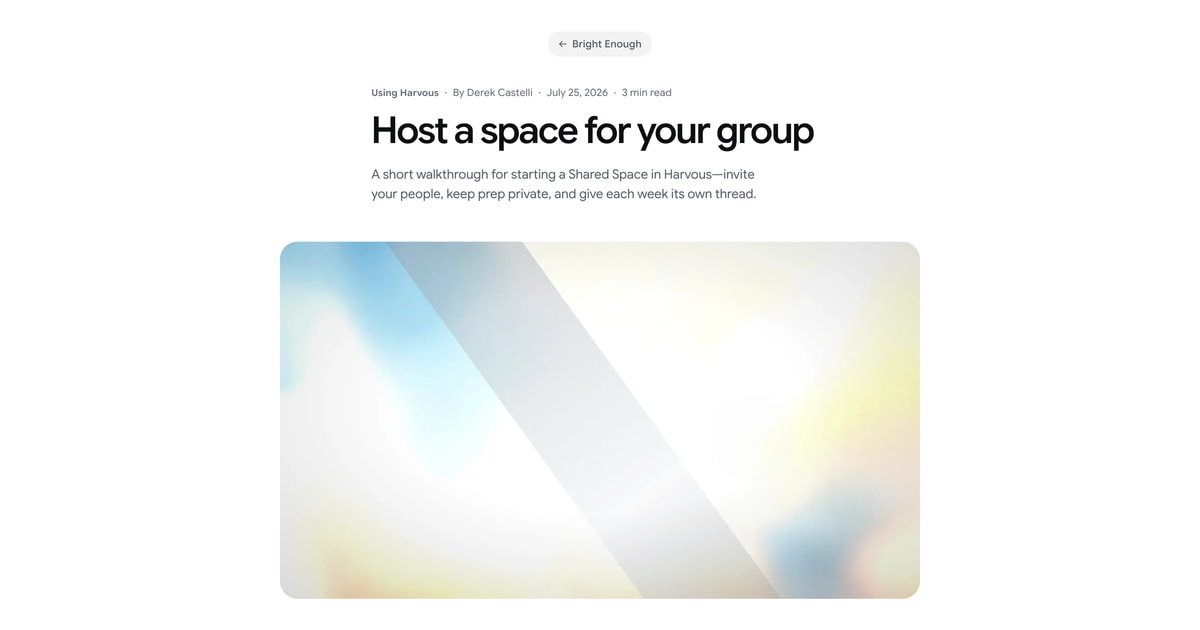 ← Bright Enough
Using Harvous · By Derek Castelli · July 25, 2026 · 3 min read
Host a space for your group
A short walkthrough for starting a Shared Space in Harvous—invite
your people, keep prep private, and give each week its own thread.